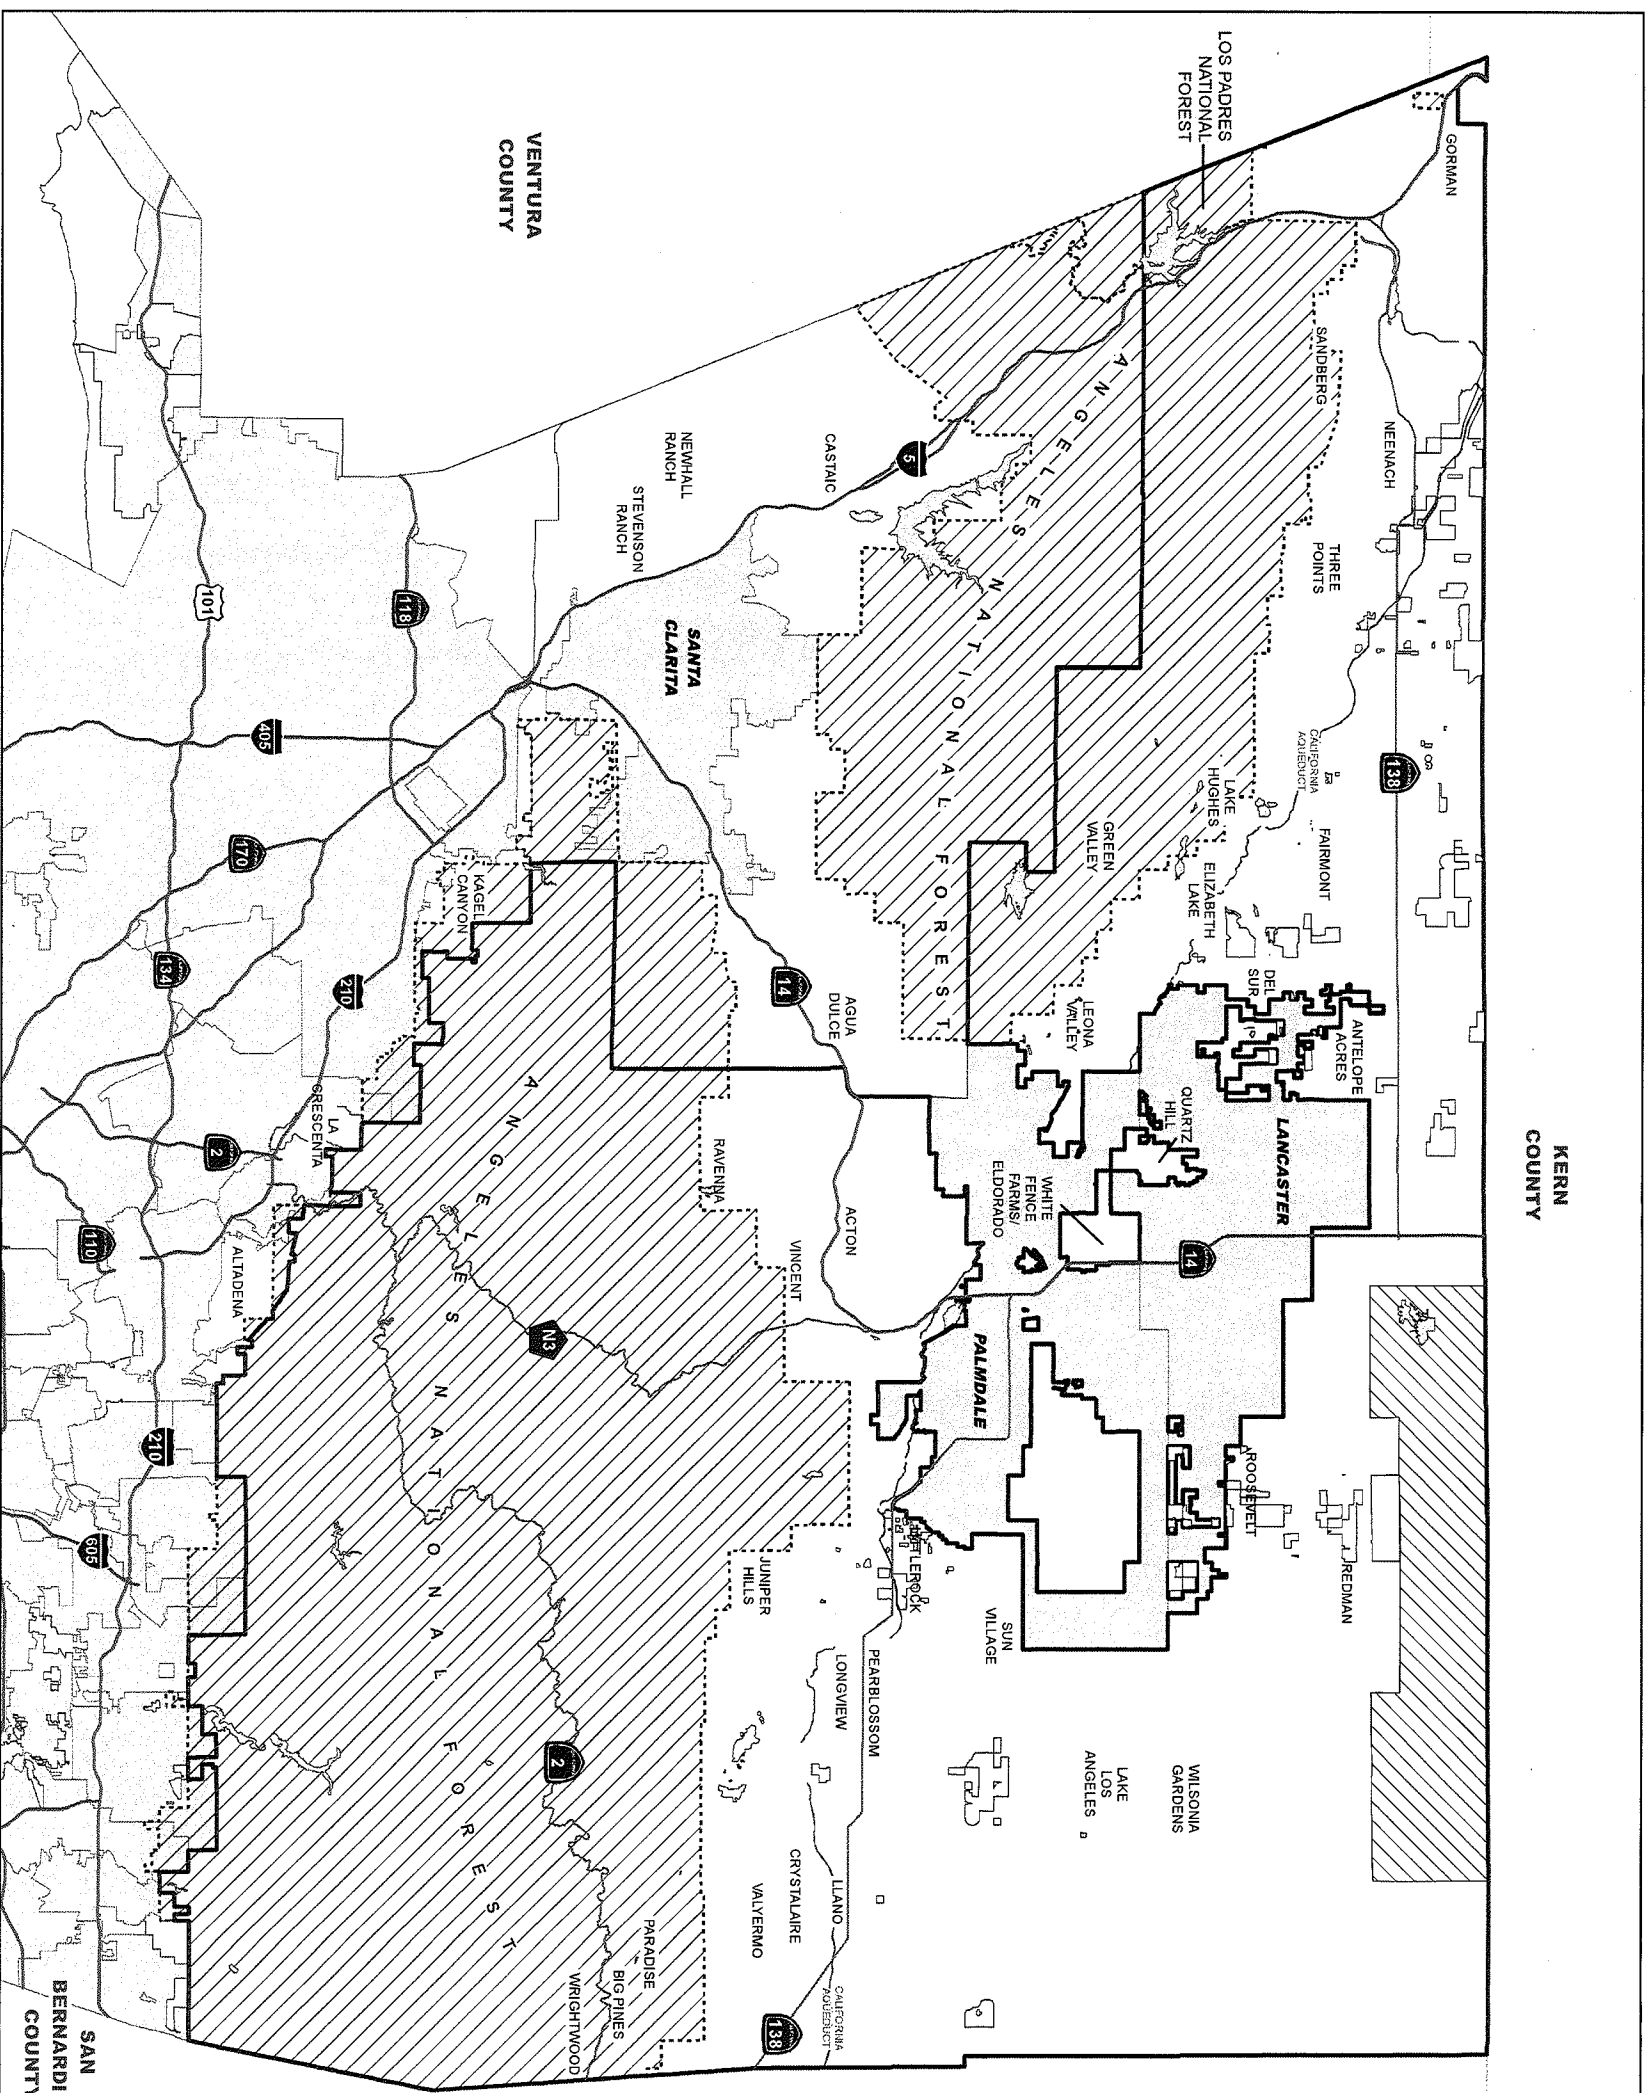 KERN
COUNTY
LOS PADRES
NATIONAL
FOREST
GORMAN
SANDBERG
NEENACH
THREE
POINTS
138
CALIFORNIA
AQUEDUCT
FAIRMONT
LAKE
HUGHES
ELIZABETH
LAKE
GREEN
VALLEY
LEONA
VALLEY
DEL
SUR
ANTELOPE
ACRES
QUARTZ
HILL
LANCASTER
WHITE
FENCE
FARMS/
ELDORADO
14
PALMDALE
ROOSEVELT
REDMAN
SUN
VILLAGE
WILSONIA
GARDENS
LAKE
LOS
ANGELES
ANGELES NATIONAL FOREST
VENTURA
COUNTY
5
CASTAIC
NEWHALL
RANCH
STEVENSON
RANCH
SANTA
CLARITA
14
AGUA
DULCE
ACTON
RAVENNA
VINCENT
LITTLEROCK
JUNIPER
HILLS
PEARBLOSSOM
LONGVIEW
LLANO
CRYSTALAIRE
VALYERMO
CALIFORNIA
AQUEDUCT
138
PARADISE
BIG PINES
WRIGHTWOOD
ANGELES NATIONAL FOREST
N3
2
KAGEL
CANYON
LA
CRESCENTA
ALTADENA
101
118
405
170
134
210
2
110
210
605
SAN
BERNARDI
COUNTY